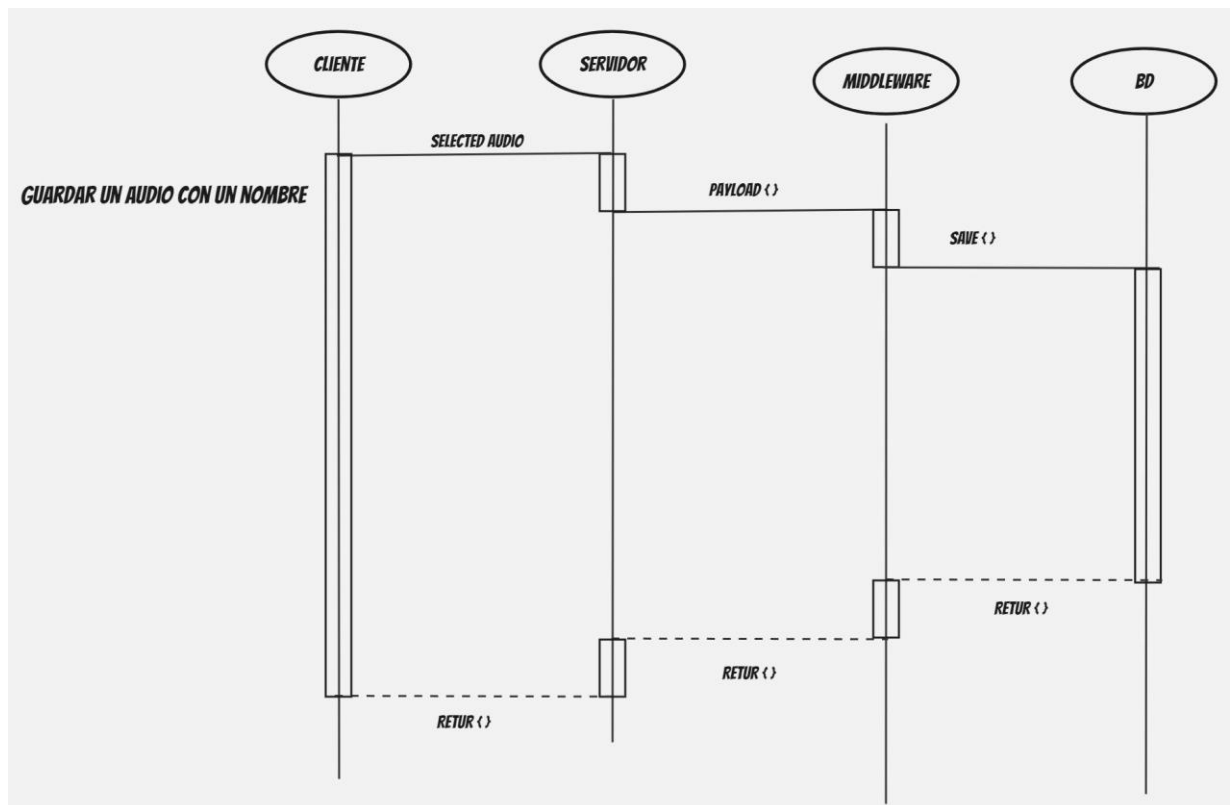 CLIENTE
SERVIDOR
MIDDLEWARE
BD
SELECTED AUDIO
GUARDAR UN AUDIO CON UN NOMBRE
PAYLOAD { }
SAVE { }
RETUR { }
RETUR { }
RETUR { }